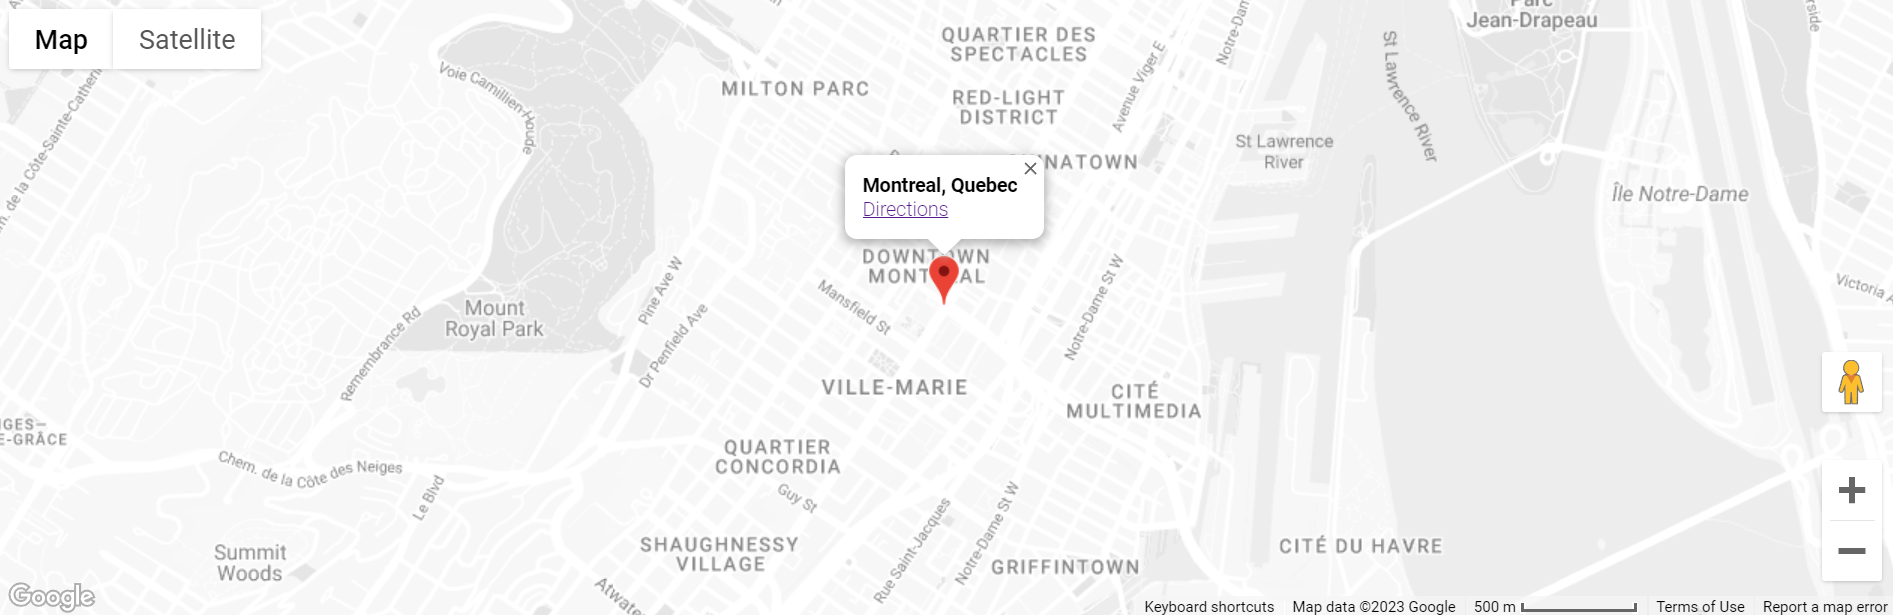 Map
Satellite
Parc
Jean-Drapeau
QUARTIER DES
SPECTACLES
MILTON PARC
RED-LIGHT
DISTRICT
Avenue Viger E
Notre-Dam
St Lawrence River
St Lawrence
River
Île Notre-Dame
Voie Camillien-Houde
m. de la Côte-Sainte-Catherin
Montreal, Quebec
Directions
INATOWN
DOWNTOWN
Mansfield St
Pine Ave W
Dr Penfield Ave
Notre-Dame St W
Victoria A
Mount
Royal Park
Remembrance Rd
VILLE-MARIE
CITÉ
MULTIMEDIA
E-GRÂCE
Chem. de la Côte des Neiges
Le Blvd
QUARTIER
CONCORDIA
Guy St
Summit
Woods
SHAUGHNESSY
VILLAGE
Rue Saint-Jacques
Notre-Dame St W
GRIFFINTOWN
CITÉ DU HAVRE
Atwate
Google
Keyboard shortcuts
Map data ©2023 Google
500 m
Terms of Use
Report a map error